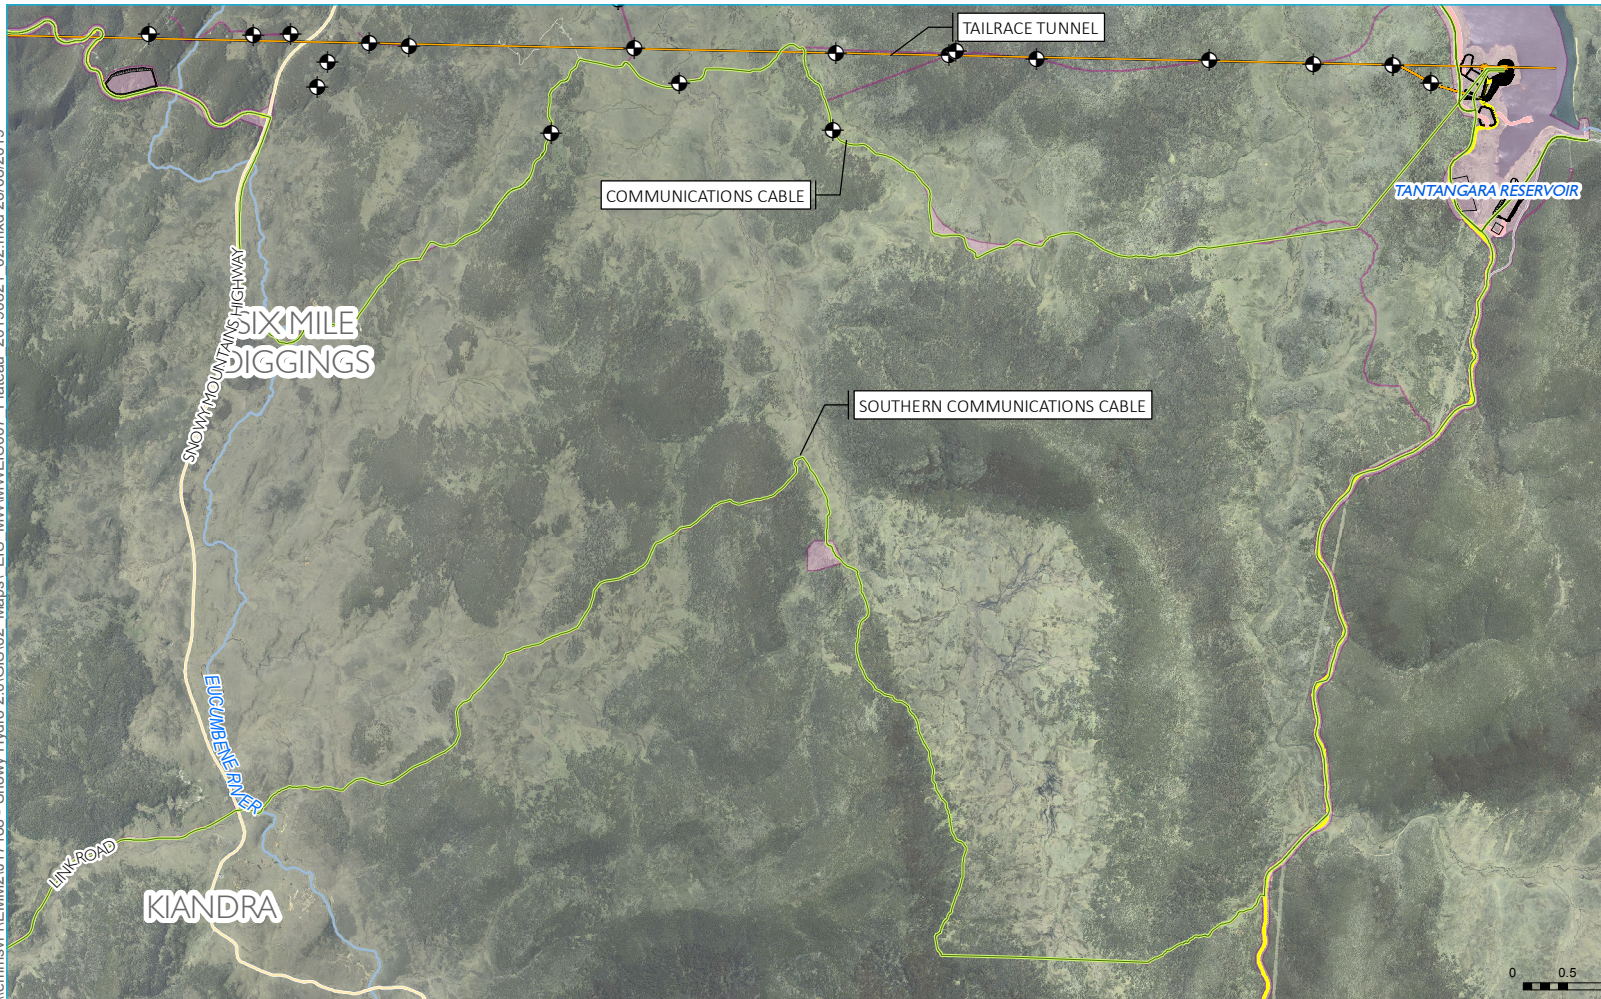 TAILRACE TUNNEL
COMMUNICATIONS CABLE
TANTANGARA RESERVOIR
SNOWY MOUNTAINS HIGHWAY
SIX MILE
DIGGINGS
SOUTHERN COMMUNICATIONS CABLE
EUCUMBENE RIVER
LINK ROAD
KIANDRA
0 0.5